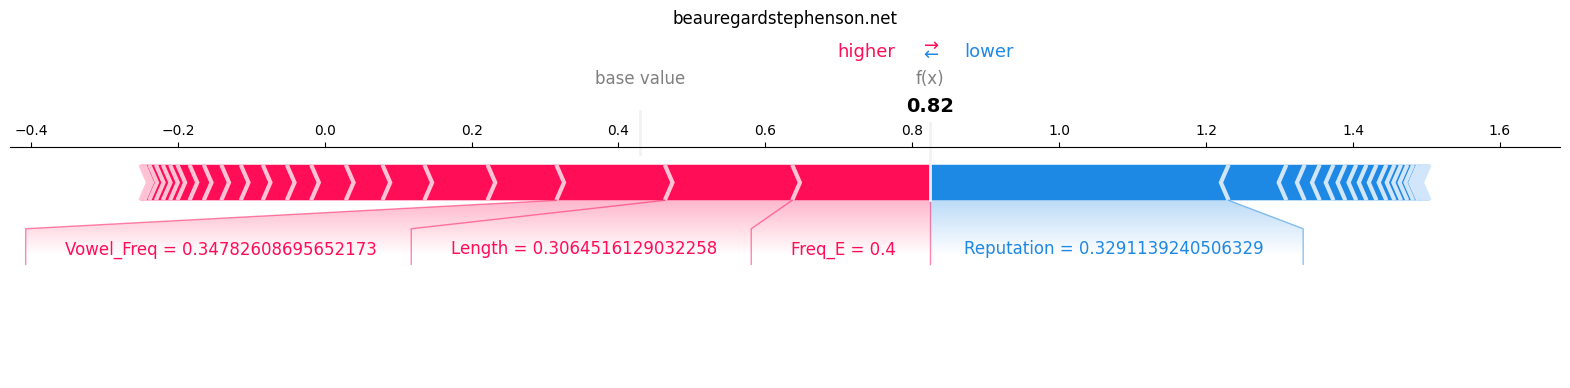 beauregardstephenson.net
higher → ← lower
base value f(x)
0.82
−0.4 −0.2 0.0 0.2 0.4 0.6 0.8 1.0 1.2 1.4 1.6
Vowel_Freq = 0.34782608695652173 Length = 0.3064516129032258 Freq_E = 0.4 Reputation = 0.3291139240506329